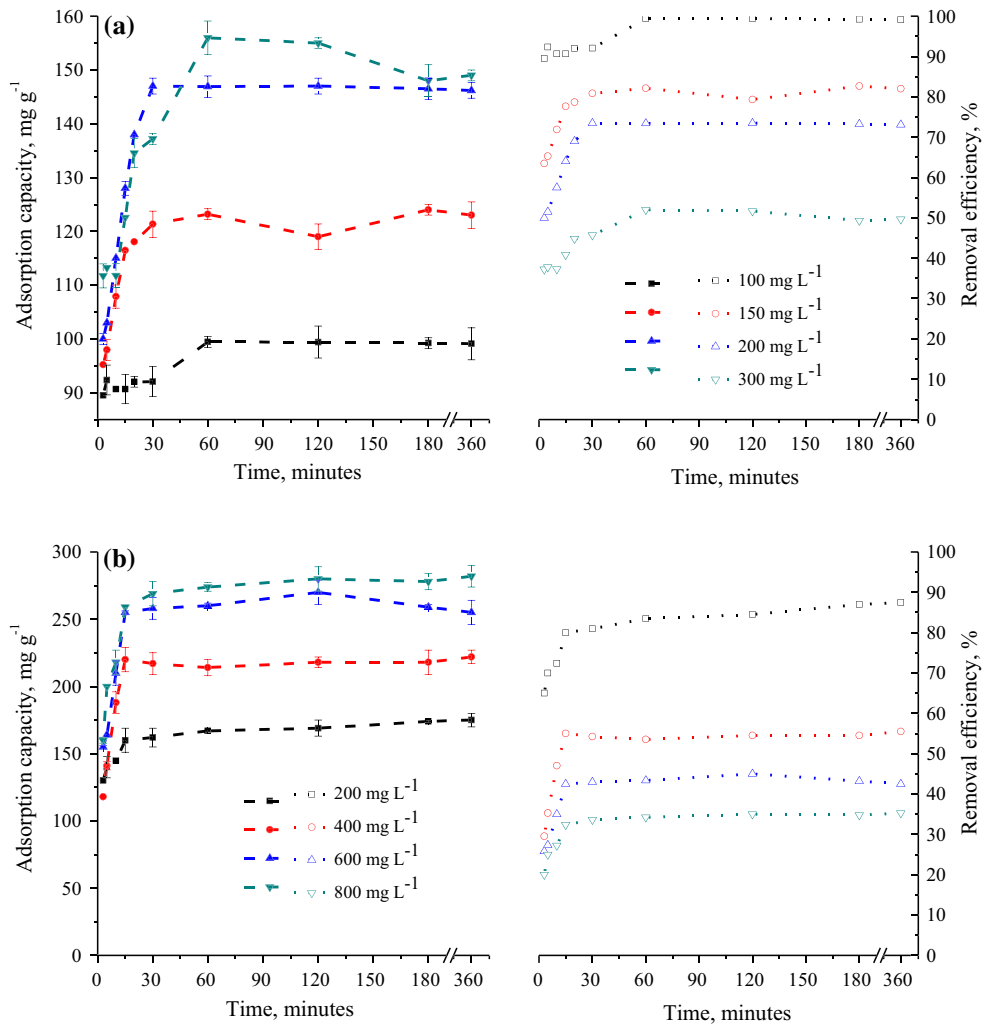 (a)
Adsorption capacity, mg g-1
160
150
140
130
120
110
100
90
0 30 60 90 120 150 180 360
Time, minutes
100 mg L-1
150 mg L-1
200 mg L-1
300 mg L-1
0 30 60 90 120 150 180 360
Time, minutes
100
90
80
70
60
50
40
30
20
10
0
Removal efficiency, %
(b)
Adsorption capacity, mg g-1
300
250
200
150
100
50
0
200 mg L-1
400 mg L-1
600 mg L-1
800 mg L-1
0 30 60 90 120 150 180 360
Time, minutes
0 30 60 90 120 150 180 360
Time, minutes
100
90
80
70
60
50
40
30
20
10
0
Removal efficiency, %